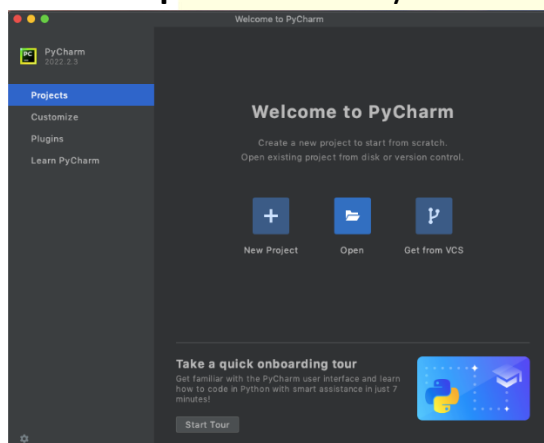 Welcome to PyCharm
PyCharm
2022.2.3
Projects
Customize
Plugins
Learn PyCharm
Welcome to PyCharm
Create a new project to start from scratch.
Open existing project from disk or version control.
New Project
Open
Get from VCS
Take a quick onboarding tour
Get familiar with the PyCharm user interface and learn
how to code in Python with smart assistance in just 7
minutes!
Start Tour